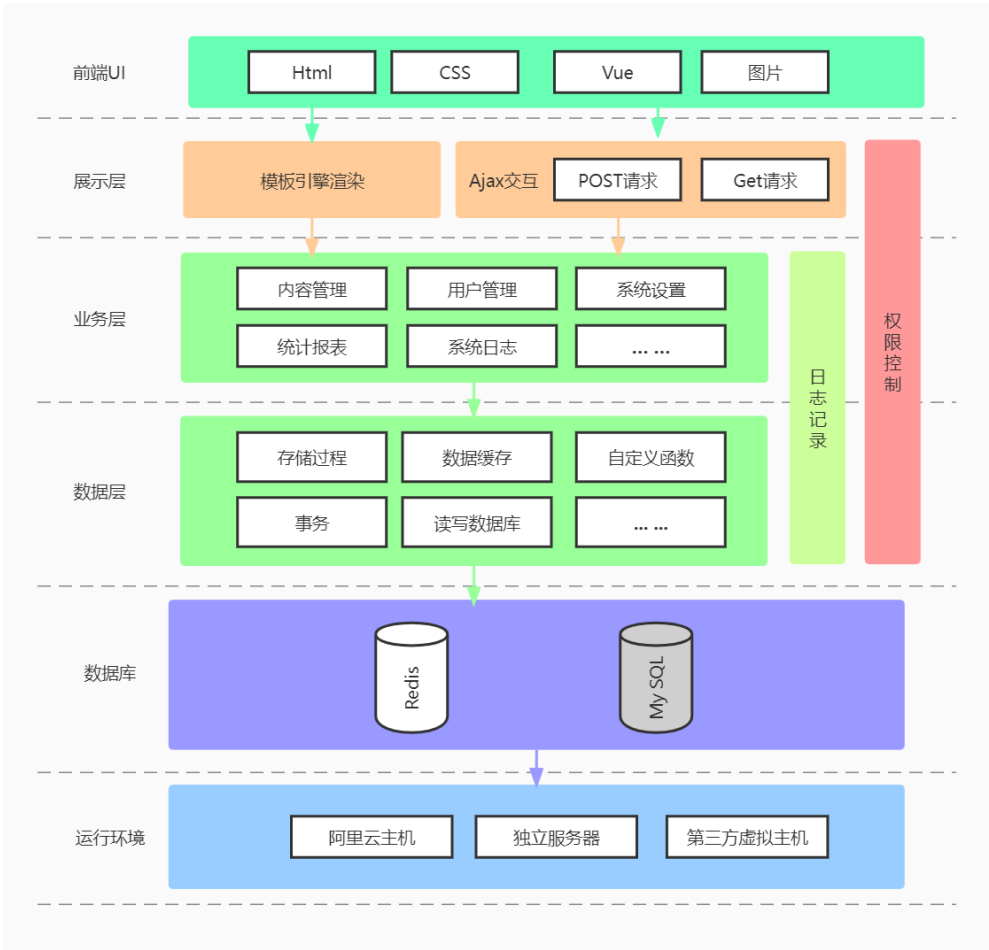 前端UI
Html
CSS
Vue
图片
展示层
模板引擎渲染
Ajax交互
POST请求
Get请求
业务层
内容管理
用户管理
系统设置
统计报表
系统日志
... ...
日志记录
权限控制
数据层
存储过程
数据缓存
自定义函数
事务
读写数据库
... ...
数据库
Redis
My SQL
运行环境
阿里云主机
独立服务器
第三方虚拟主机